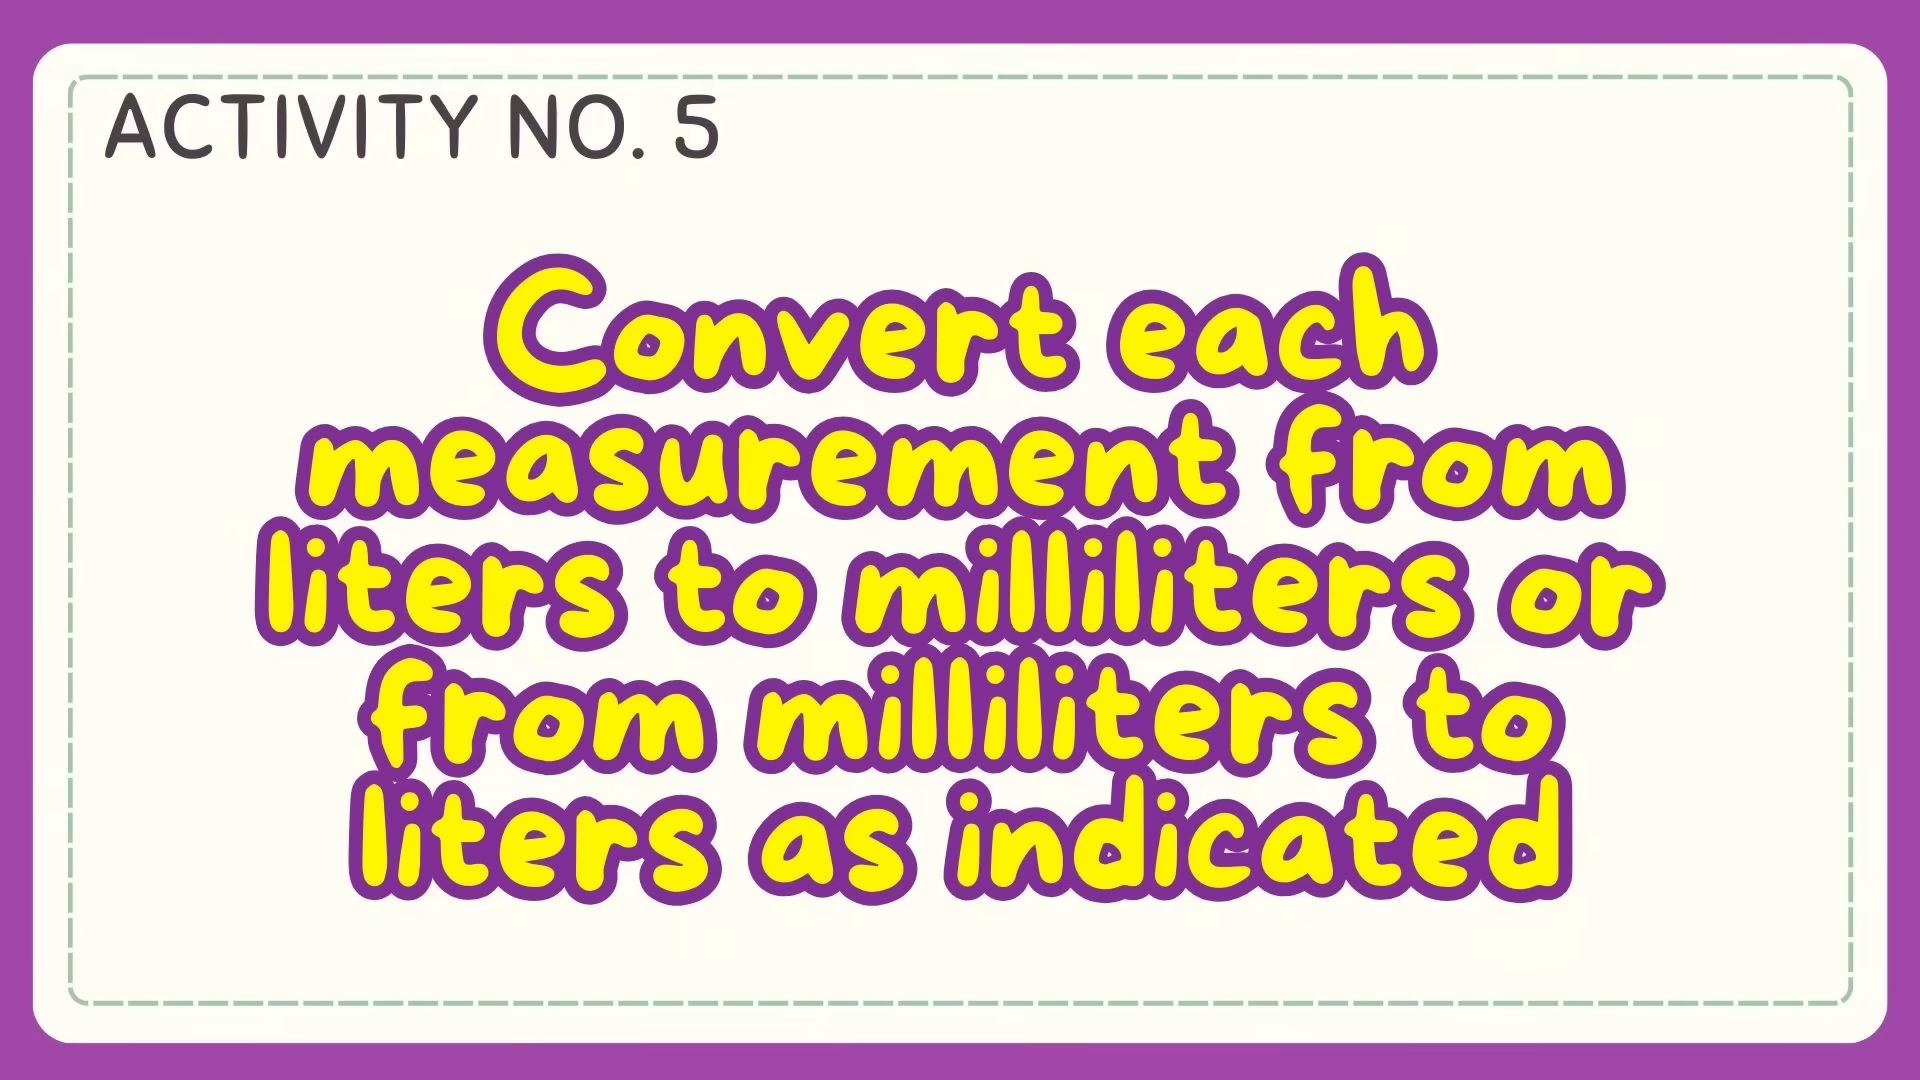 ACTIVITY NO. 5
Convert each
measurement from
liters to milliliters or
from milliliters to
liters as indicated